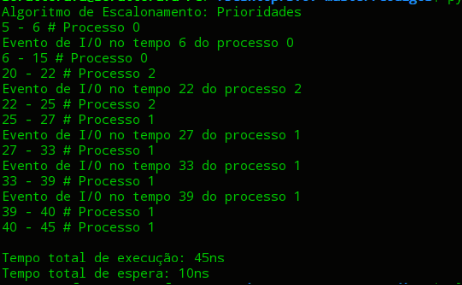 Algoritmo de Escalonamento: Prioridades
5 - 6 # Processo 0
Evento de I/O no tempo 6 do processo 0
6 - 15 # Processo 0
20 - 22 # Processo 2
Evento de I/O no tempo 22 do processo 2
22 - 25 # Processo 2
25 - 27 # Processo 1
Evento de I/O no tempo 27 do processo 1
27 - 33 # Processo 1
Evento de I/O no tempo 33 do processo 1
33 - 39 # Processo 1
Evento de I/O no tempo 39 do processo 1
39 - 40 # Processo 1
40 - 45 # Processo 1
Tempo total de execução: 45ns
Tempo total de espera: 10ns